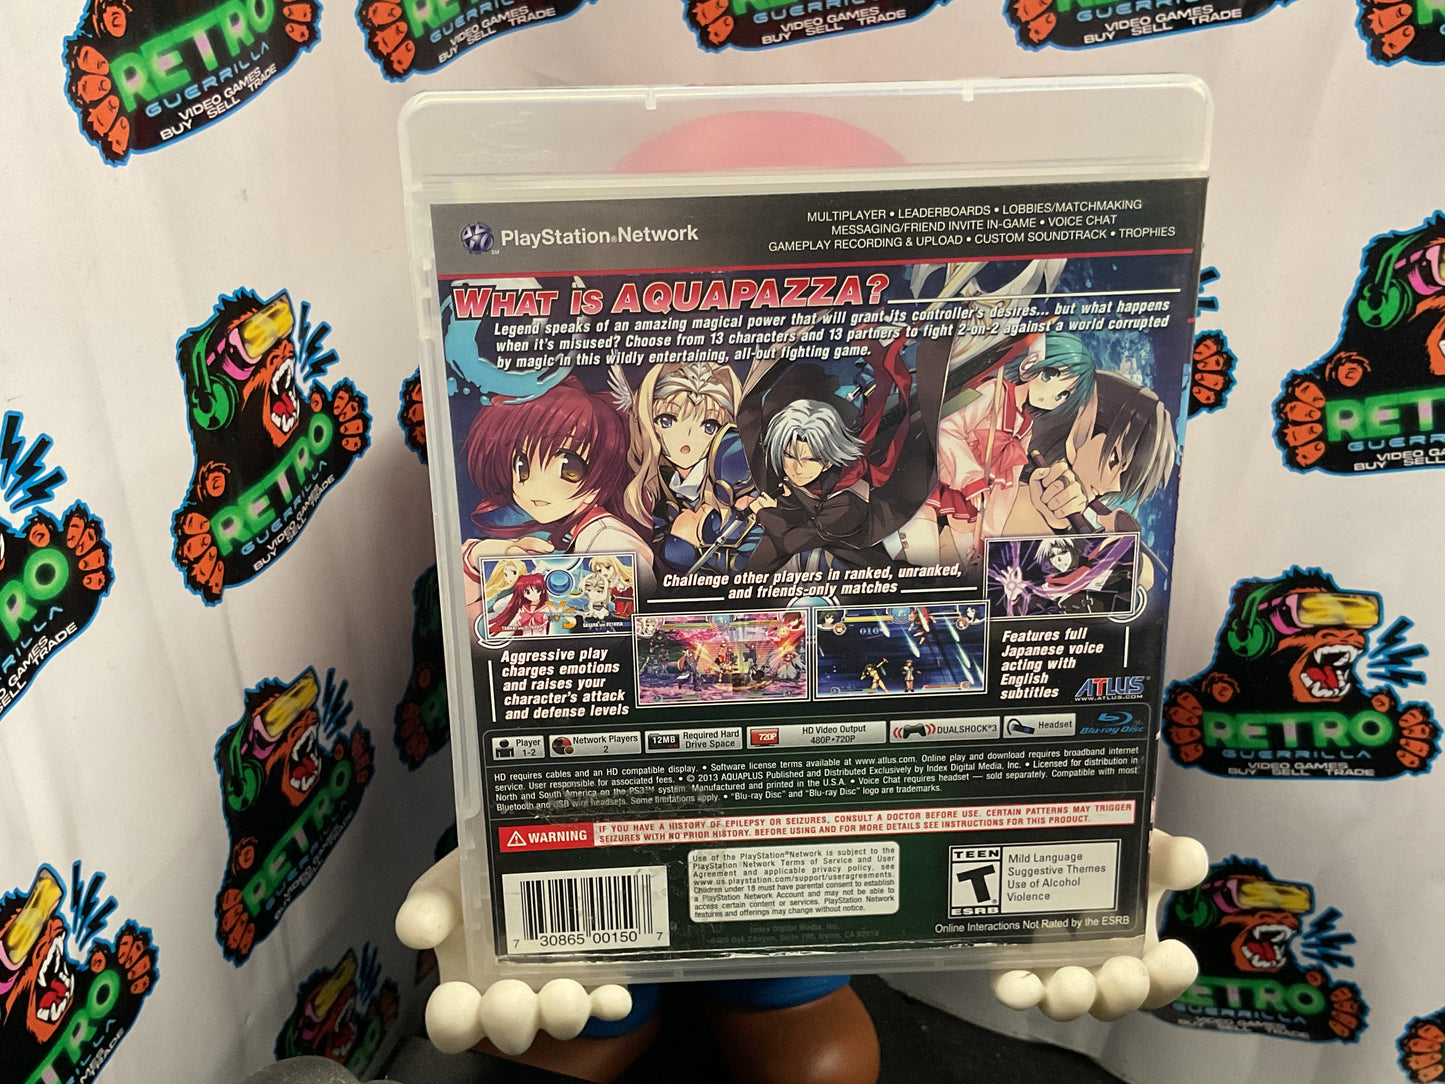 PlayStation®Network
MULTIPLAYER • LEADERBOARDS • LOBBIES/MATCHMAKING
MESSAGING/FRIEND INVITE IN-GAME • VOICE CHAT
GAMEPLAY RECORDING & UPLOAD • CUSTOM SOUNDTRACK • TROPHIES
WHAT IS AQUAPAZZA?
Legend speaks of an amazing magical power that will grant its controller's desires... but what happens
when it's misused? Choose from 13 characters and 13 partners to fight 2-on-2 against a world corrupted
by magic in this wildly entertaining, all-out fighting game.
Challenge other players in ranked, unranked,
and friends-only matches
Aggressive play
charges emotions
and raises your
character's attack
and defense levels
Features full
Japanese voice
acting with
English
subtitles
ATLUS®
WWW.ATLUS.COM
Player
1-2
Network Players
2
12MB
Required Hard
Drive Space
720P
HD Video Output
480P•720P
DUALSHOCK®3
Headset
Blu-ray Disc
HD requires cables and an HD compatible display. • Software license terms available at www.atlus.com. Online play and download requires broadband internet
service. User responsible for associated fees. • © 2013 AQUAPLUS Published and Distributed Exclusively by Index Digital Media, Inc. • Licensed for distribution in
North and South America on the PS3™ system. Manufactured and printed in the U.S.A. • Voice Chat requires headset — sold separately. Compatible with most
Bluetooth and USB wire headsets. Some limitations apply. • "Blu-ray Disc" and "Blu-ray Disc" logo are trademarks.
WARNING
IF YOU HAVE A HISTORY OF EPILEPSY OR SEIZURES, CONSULT A DOCTOR BEFORE USE. CERTAIN PATTERNS MAY TRIGGER
SEIZURES WITH NO PRIOR HISTORY. BEFORE USING AND FOR MORE DETAILS SEE INSTRUCTIONS FOR THIS PRODUCT.
Use of the PlayStation®Network is subject to the
PlayStation Network Terms of Service and User
Agreement and applicable privacy policy, see
www.us.playstation.com/support/useragreements.
Children under 18 must have parental consent to establish
a PlayStation Network Account and may not be able to
access certain content or services. PlayStation Network
features and offerings may change without notice.
Index Digital Media, Inc.
TEEN
T
ESRB
Mild Language
Suggestive Themes
Use of Alcohol
Violence
Online Interactions Not Rated by the ESRB
7 30865 00150 7
RETRO
GUERRILLA
VIDEO GAMES
BUY SELL TRADE